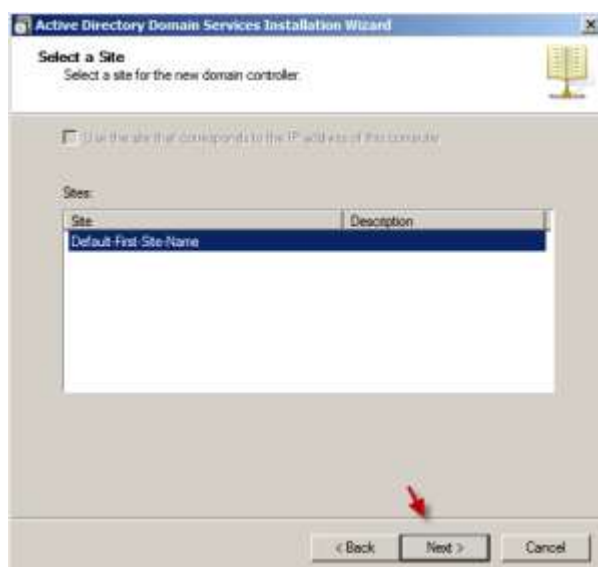 Active Directory Domain Services Installation Wizard
Select a Site
Select a site for the new domain controller.
Use the site that corresponds to the IP address of this computer
Sites:
Site Description
Default-First-Site-Name
< Back Next > Cancel